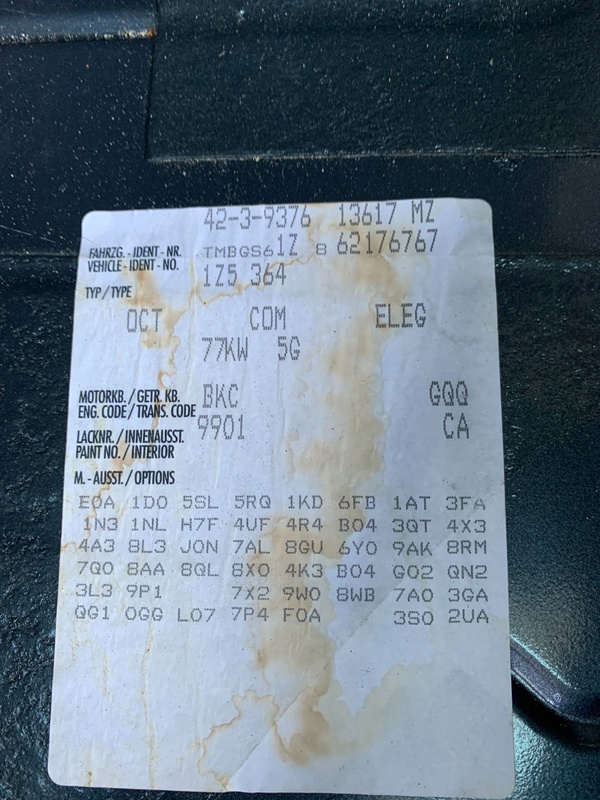 42-3-9376 13617 MZ
FAHRZG. - IDENT - NR. TMBGS61Z 8 62176767
VEHICLE - IDENT - NO.
TYP / TYPE 1Z5 364
OCT COM ELEG
77KW 5G
MOTORKB. / GETR. KB. BKC GQQ
ENG. CODE / TRANS. CODE
LACKNR. / INNENAUSST. 9901 CA
PAINT NO. / INTERIOR
M. - AUSST. / OPTIONS
E0A 1D0 5SL 5RQ 1KD 6FB 1AT 3FA
1N3 1NL H7F 4UF 4R4 B04 3QT 4X3
4A3 8L3 J0N 7AL 8GU 6Y0 9AK 8RM
7Q0 8AA 8QL 8X0 4K3 B04 G02 QN2
3L3 9P1 7X2 9W0 8WB 7A0 3GA
QG1 0GG L07 7P4 F0A 3S0 2UA